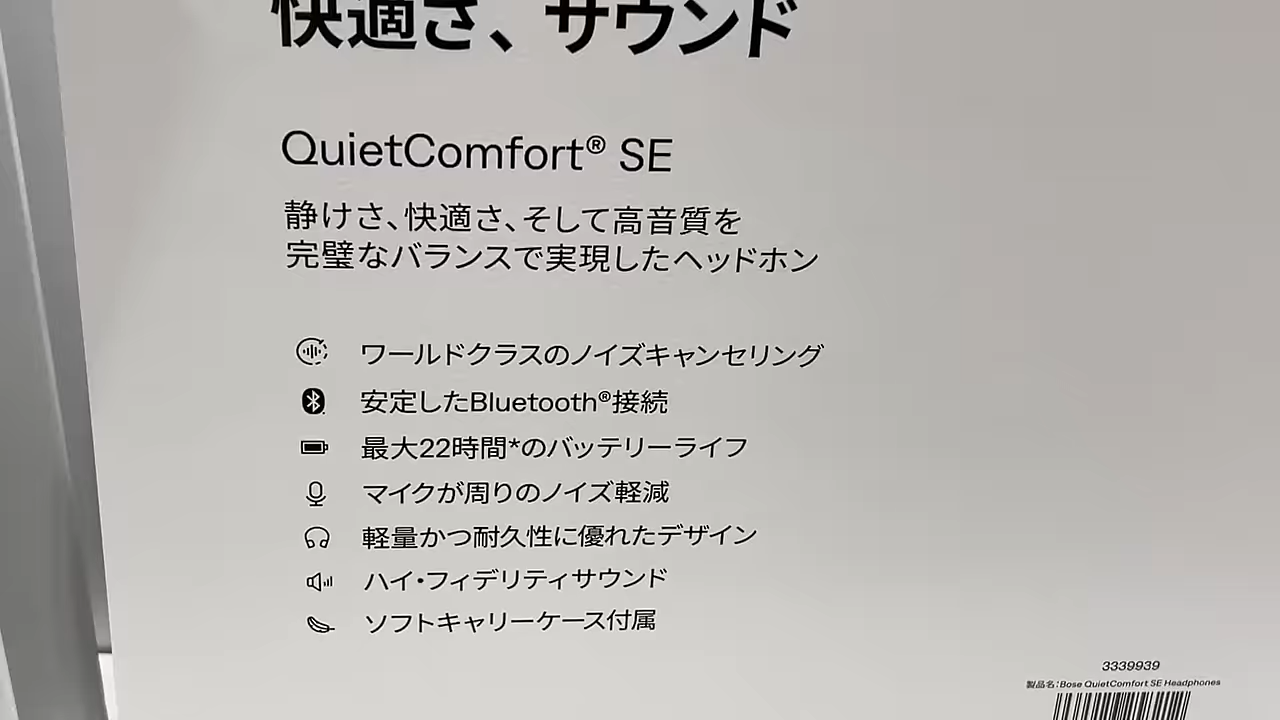 快適さ、サウンド
QuietComfort® SE
静けさ、快適さ、そして高音質を
完璧なバランスで実現したヘッドホン
ワールドクラスのノイズキャンセリング
安定したBluetooth®接続
最大22時間*のバッテリーライフ
マイクが周りのノイズ軽減
軽量かつ耐久性に優れたデザイン
ハイ・フィデリティサウンド
ソフトキャリーケース付属
3339939
製品名:Bose QuietComfort SE Headphones